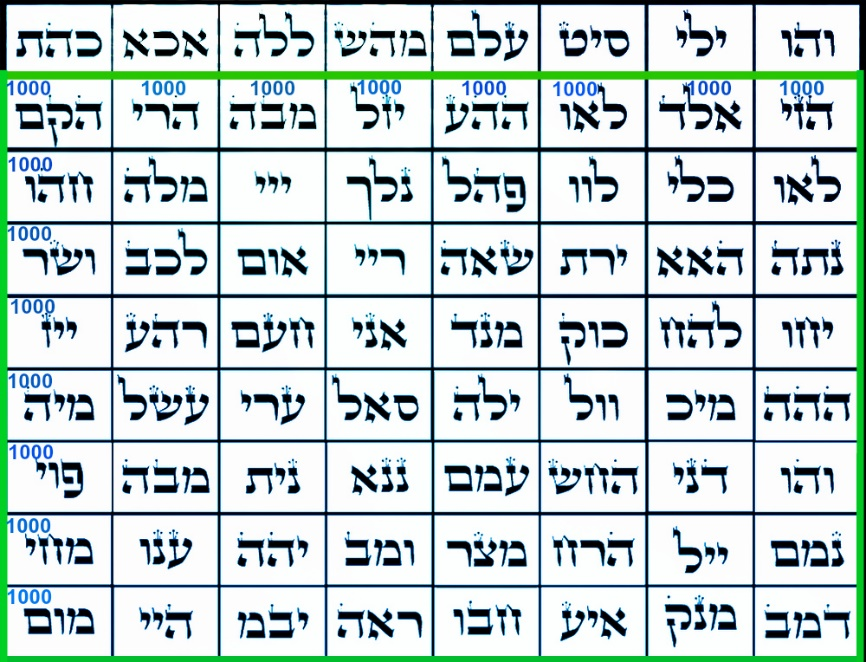 והו ילי סיט עלם מהש ללה אכא כהת
1000 1000 1000 1000 1000 1000 1000 1000
הזי אלד לאו ההע יזל מבה הרי הקם
1000
לאו כלי לוו פהל נלך ייי מלה חהו
1000
נתה האא ירת שאה ריי אום לכב ושר
1000
יחו להח כוק מנד אני חעם רהע ייז
1000
ההה מיכ וול ילה סאל ערי עשל מיה
1000
והו דני החש עמם ננא נית מבה פוי
1000
נמם ייל הרח מצר ומב יהה ענו מחי
1000
דמב מנק איע חבו ראה יבמ היי מום